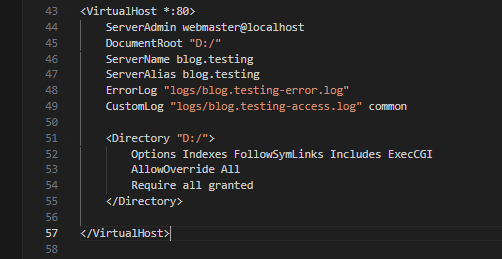 43 <VirtualHost *:80>
44     ServerAdmin webmaster@localhost
45     DocumentRoot "D:/"
46     ServerName blog.testing
47     ServerAlias blog.testing
48     ErrorLog "logs/blog.testing-error.log"
49     CustomLog "logs/blog.testing-access.log" common
50
51     <Directory "D:/">
52         Options Indexes FollowSymLinks Includes ExecCGI
53         AllowOverride All
54         Require all granted
55     </Directory>
56
57 </VirtualHost>
58